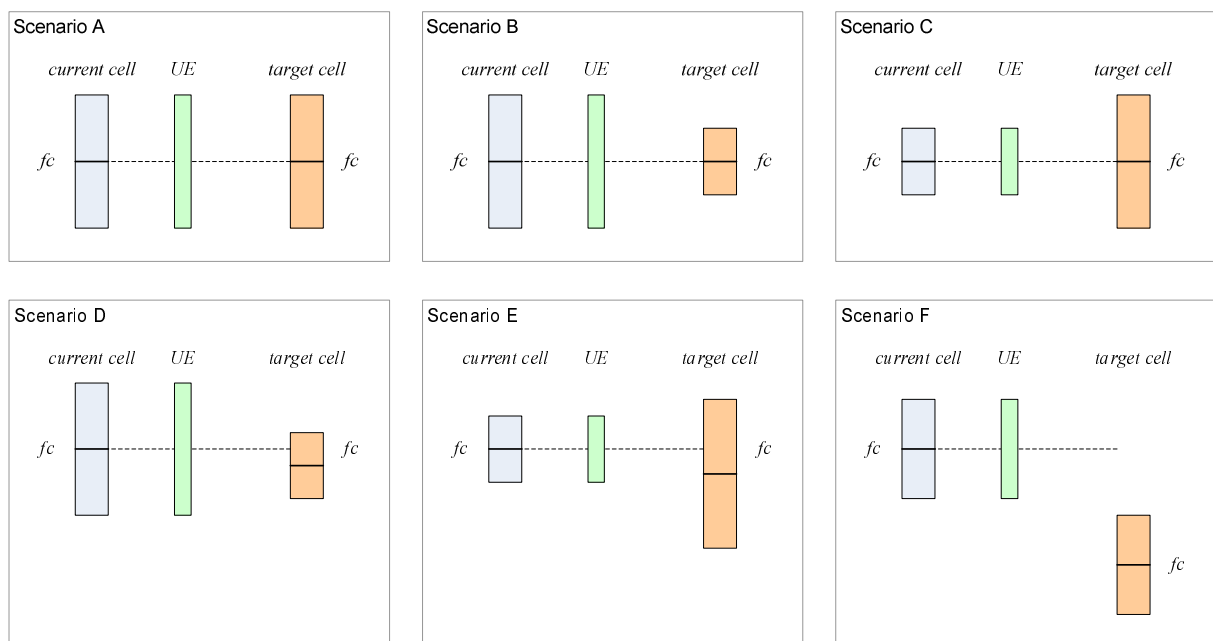 Scenario A
current cell UE target cell
fc fc
Scenario B
current cell UE target cell
fc fc
Scenario C
current cell UE target cell
fc fc
Scenario D
current cell UE target cell
fc fc
Scenario E
current cell UE target cell
fc fc
Scenario F
current cell UE target cell
fc
fc